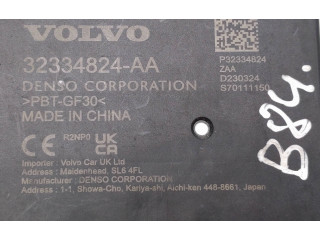 VOLVO
32334824-AA
DENSO CORPORATION
>PBT-GF30<
MADE IN CHINA
P32334824
ZAA
D230324
S70111150
B84.
CE R2NP0 UK CA
Importer : Volvo Car UK Ltd
Address : Maidenhead, SL6 4FL
Manufacturer : DENSO CORPORATION
Address : 1-1, Showa-Cho, Kariya-shi, Aichi-ken 448-8661, Japan